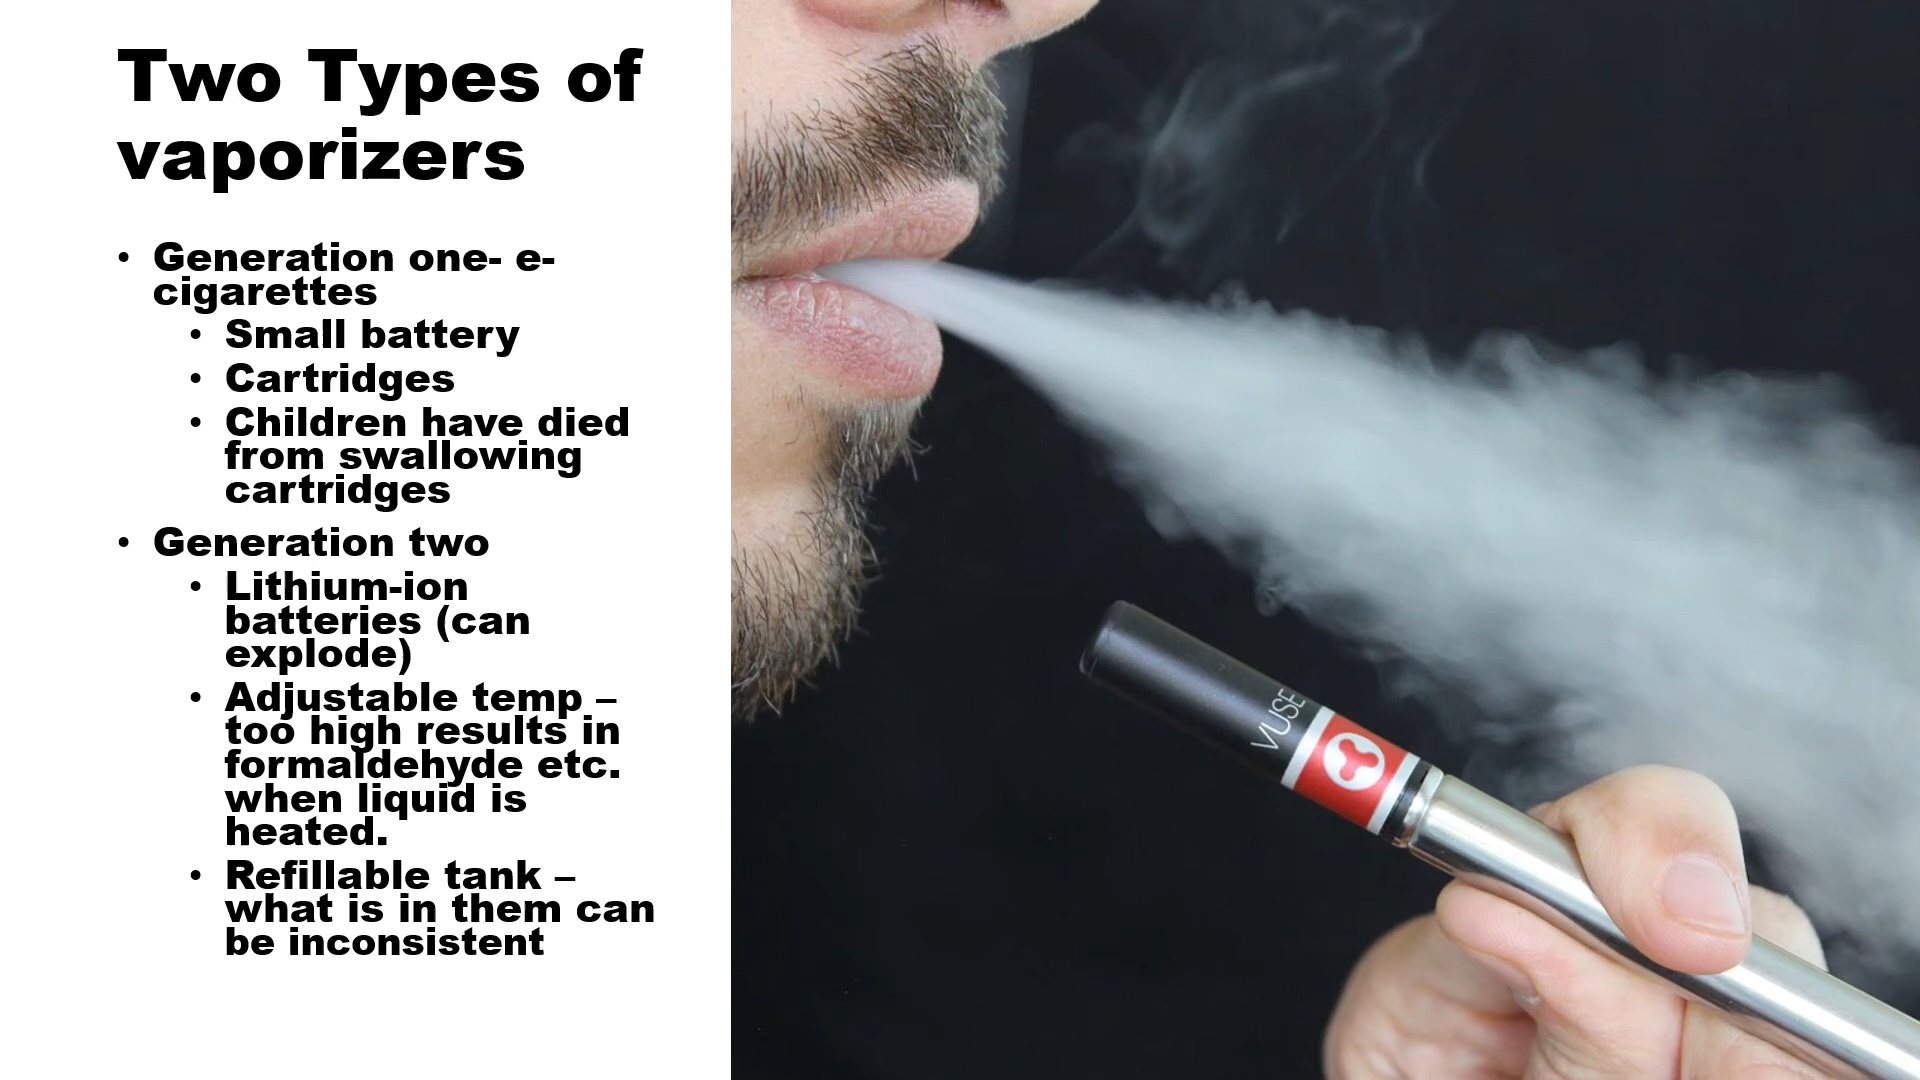 Two Types of
vaporizers
• Generation one- e-
cigarettes
• Small battery
• Cartridges
• Children have died
from swallowing
cartridges
• Generation two
• Lithium-ion
batteries (can
explode)
• Adjustable temp –
too high results in
formaldehyde etc.
when liquid is
heated.
• Refillable tank –
what is in them can
be inconsistent
VUSE